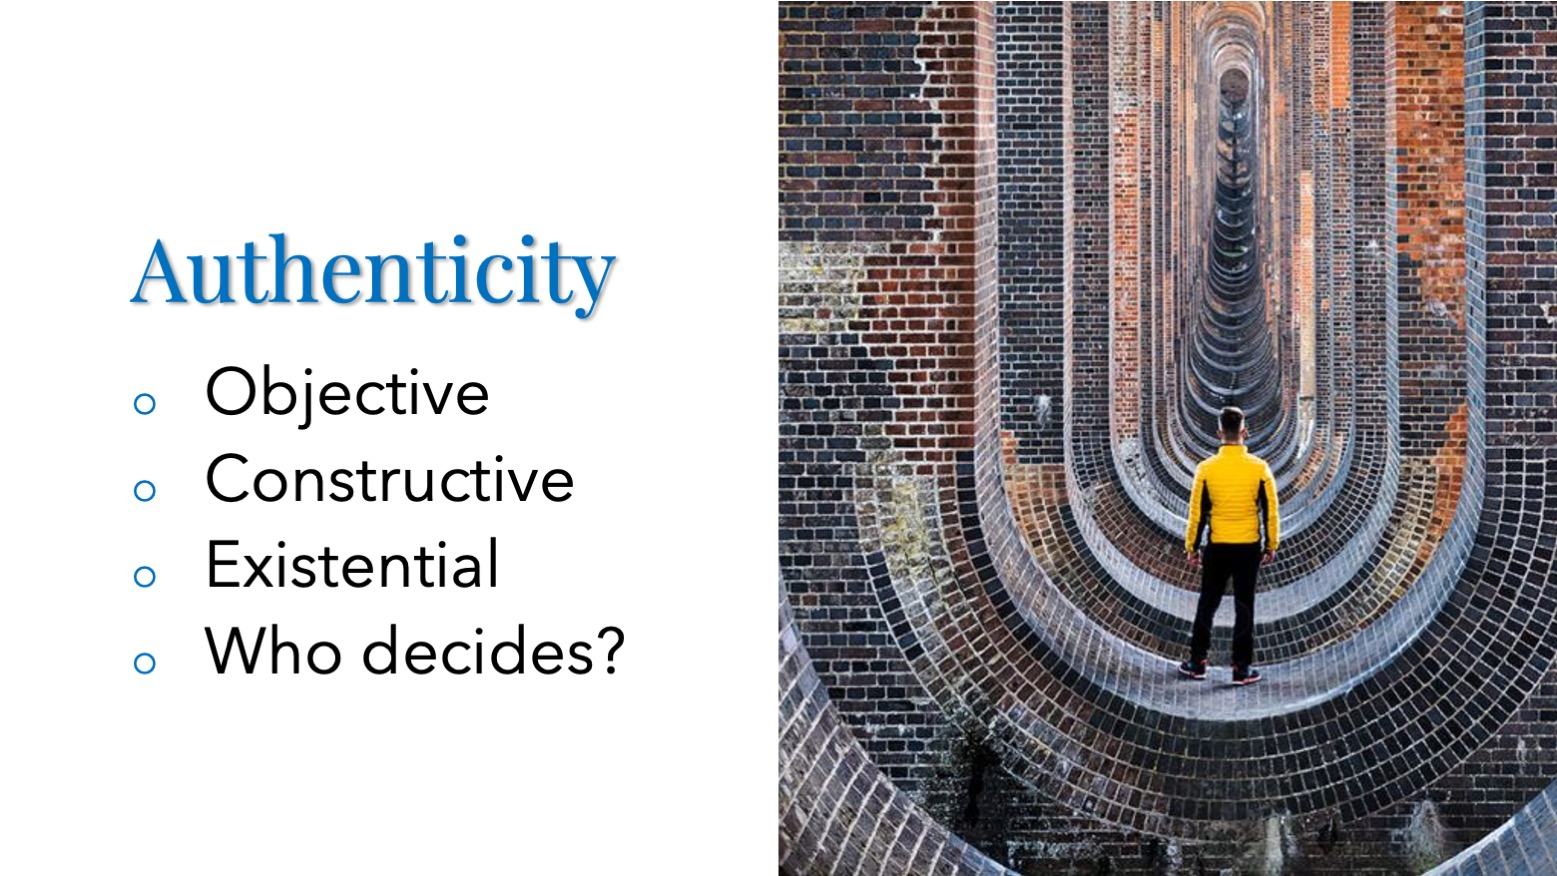 Authenticity
Objective
Constructive
Existential
Who decides?